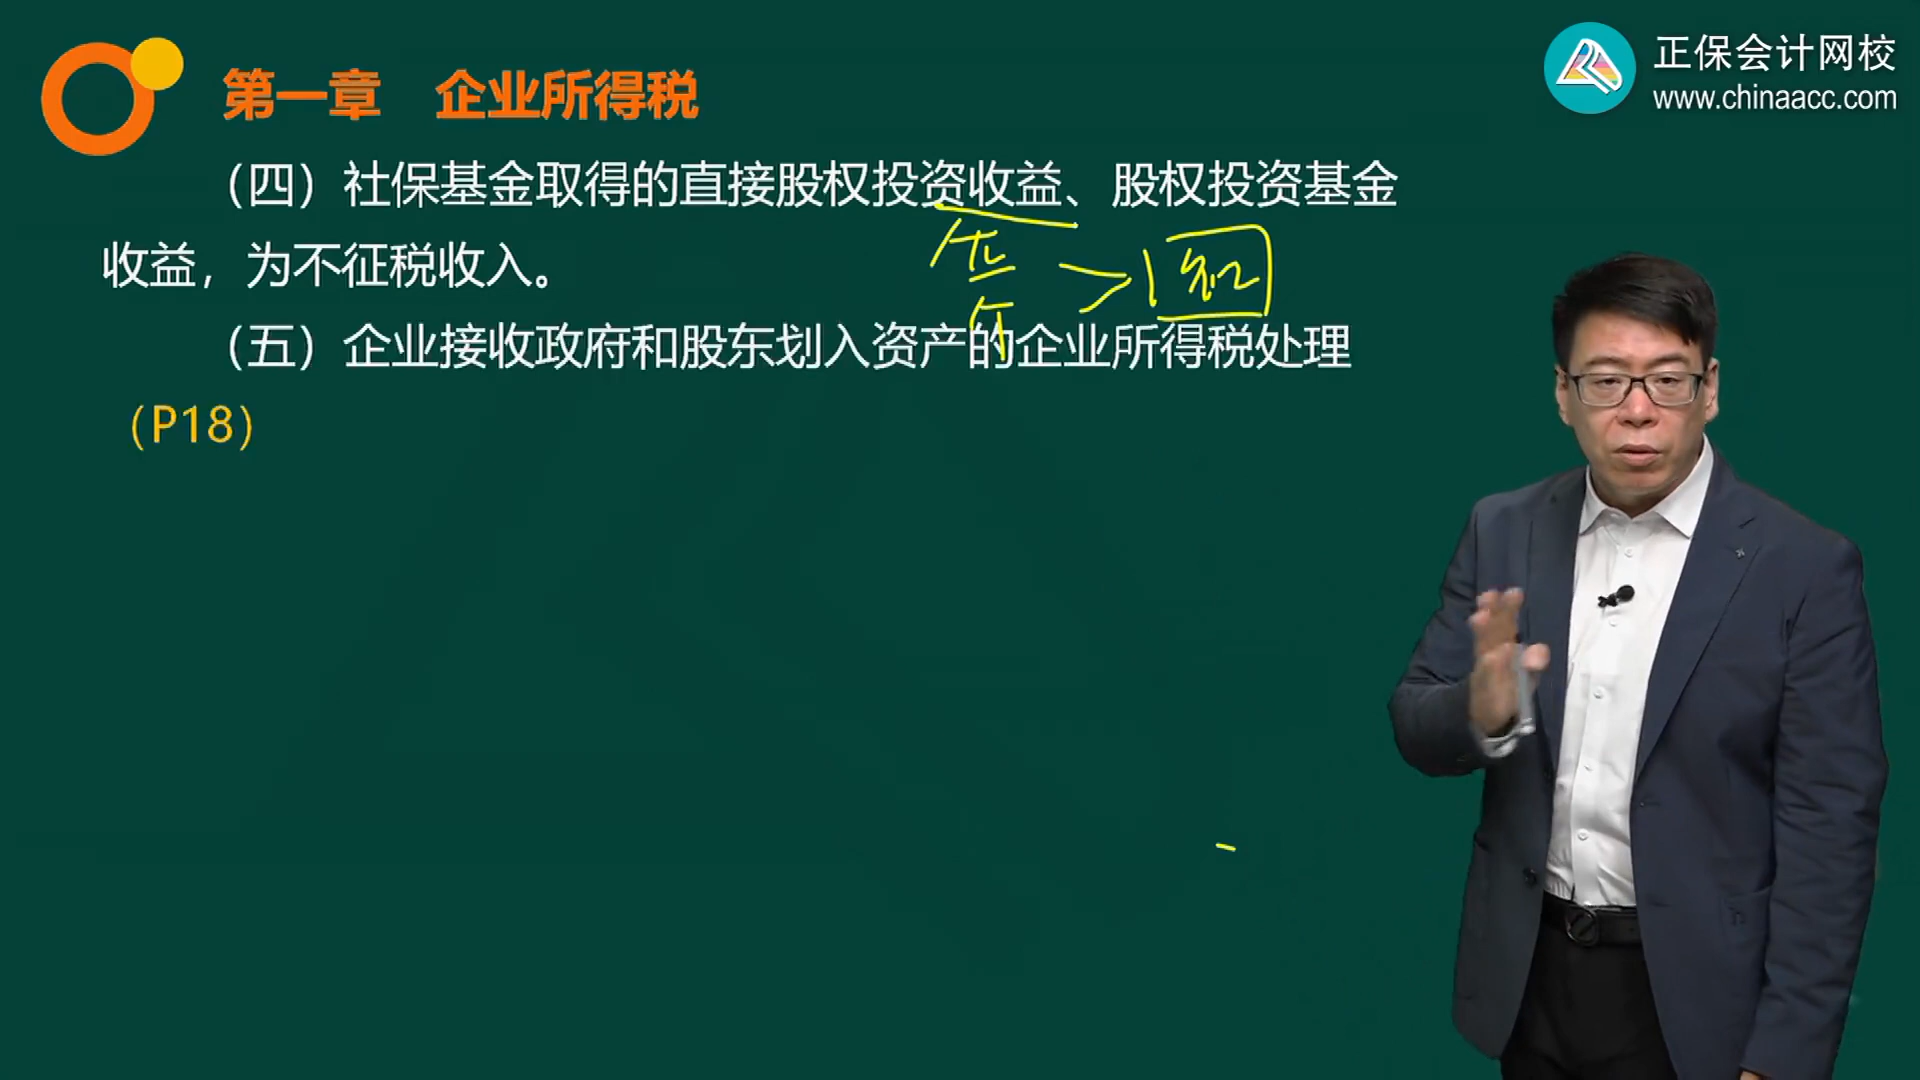 第一章 企业所得税
正保会计网校
www.chinaacc.com
（四）社保基金取得的直接股权投资收益、股权投资基金
收益，为不征税收入。
（五）企业接收政府和股东划入资产的企业所得税处理
（P18）